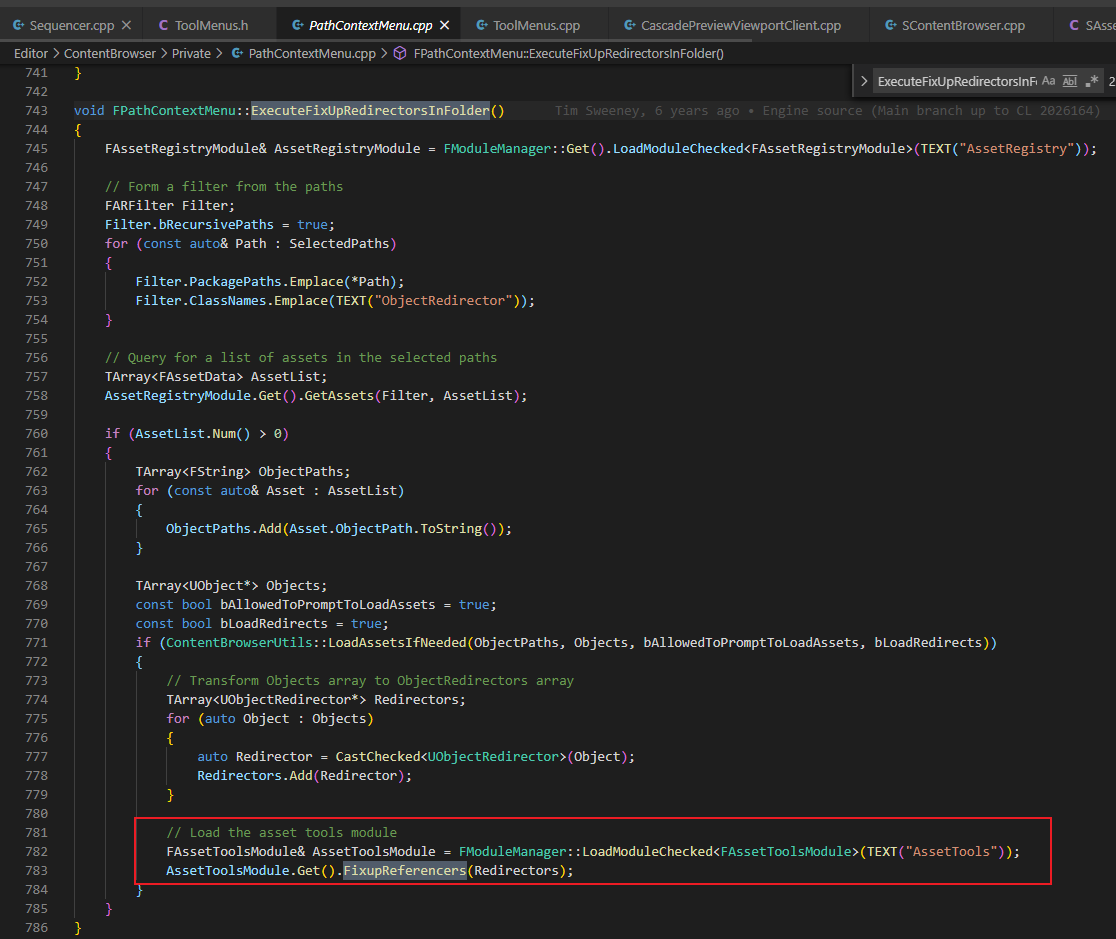 Sequencer.cpp
ToolMenus.h
PathContextMenu.cpp
ToolMenus.cpp
CascadePreviewViewportClient.cpp
SContentBrowser.cpp
SAsse
Editor > ContentBrowser > Private > PathContextMenu.cpp > FPathContextMenu::ExecuteFixUpRedirectorsInFolder()
ExecuteFixUpRedirectorsInF Aa Abl .* 2
741 }
742
743 void FPathContextMenu::ExecuteFixUpRedirectorsInFolder() Tim Sweeney, 6 years ago • Engine source (Main branch up to CL 2026164)
744 {
745 FAssetRegistryModule& AssetRegistryModule = FModuleManager::Get().LoadModuleChecked<FAssetRegistryModule>(TEXT("AssetRegistry"));
746
747 // Form a filter from the paths
748 FARFilter Filter;
749 Filter.bRecursivePaths = true;
750 for (const auto& Path : SelectedPaths)
751 {
752 Filter.PackagePaths.Emplace(*Path);
753 Filter.ClassNames.Emplace(TEXT("ObjectRedirector"));
754 }
755
756 // Query for a list of assets in the selected paths
757 TArray<FAssetData> AssetList;
758 AssetRegistryModule.Get().GetAssets(Filter, AssetList);
759
760 if (AssetList.Num() > 0)
761 {
762 TArray<FString> ObjectPaths;
763 for (const auto& Asset : AssetList)
764 {
765 ObjectPaths.Add(Asset.ObjectPath.ToString());
766 }
767
768 TArray<UObject*> Objects;
769 const bool bAllowedToPromptToLoadAssets = true;
770 const bool bLoadRedirects = true;
771 if (ContentBrowserUtils::LoadAssetsIfNeeded(ObjectPaths, Objects, bAllowedToPromptToLoadAssets, bLoadRedirects))
772 {
773 // Transform Objects array to ObjectRedirectors array
774 TArray<UObjectRedirector*> Redirectors;
775 for (auto Object : Objects)
776 {
777 auto Redirector = CastChecked<UObjectRedirector>(Object);
778 Redirectors.Add(Redirector);
779 }
780
781 // Load the asset tools module
782 FAssetToolsModule& AssetToolsModule = FModuleManager::LoadModuleChecked<FAssetToolsModule>(TEXT("AssetTools"));
783 AssetToolsModule.Get().FixupReferencers(Redirectors);
784 }
785 }
786 }